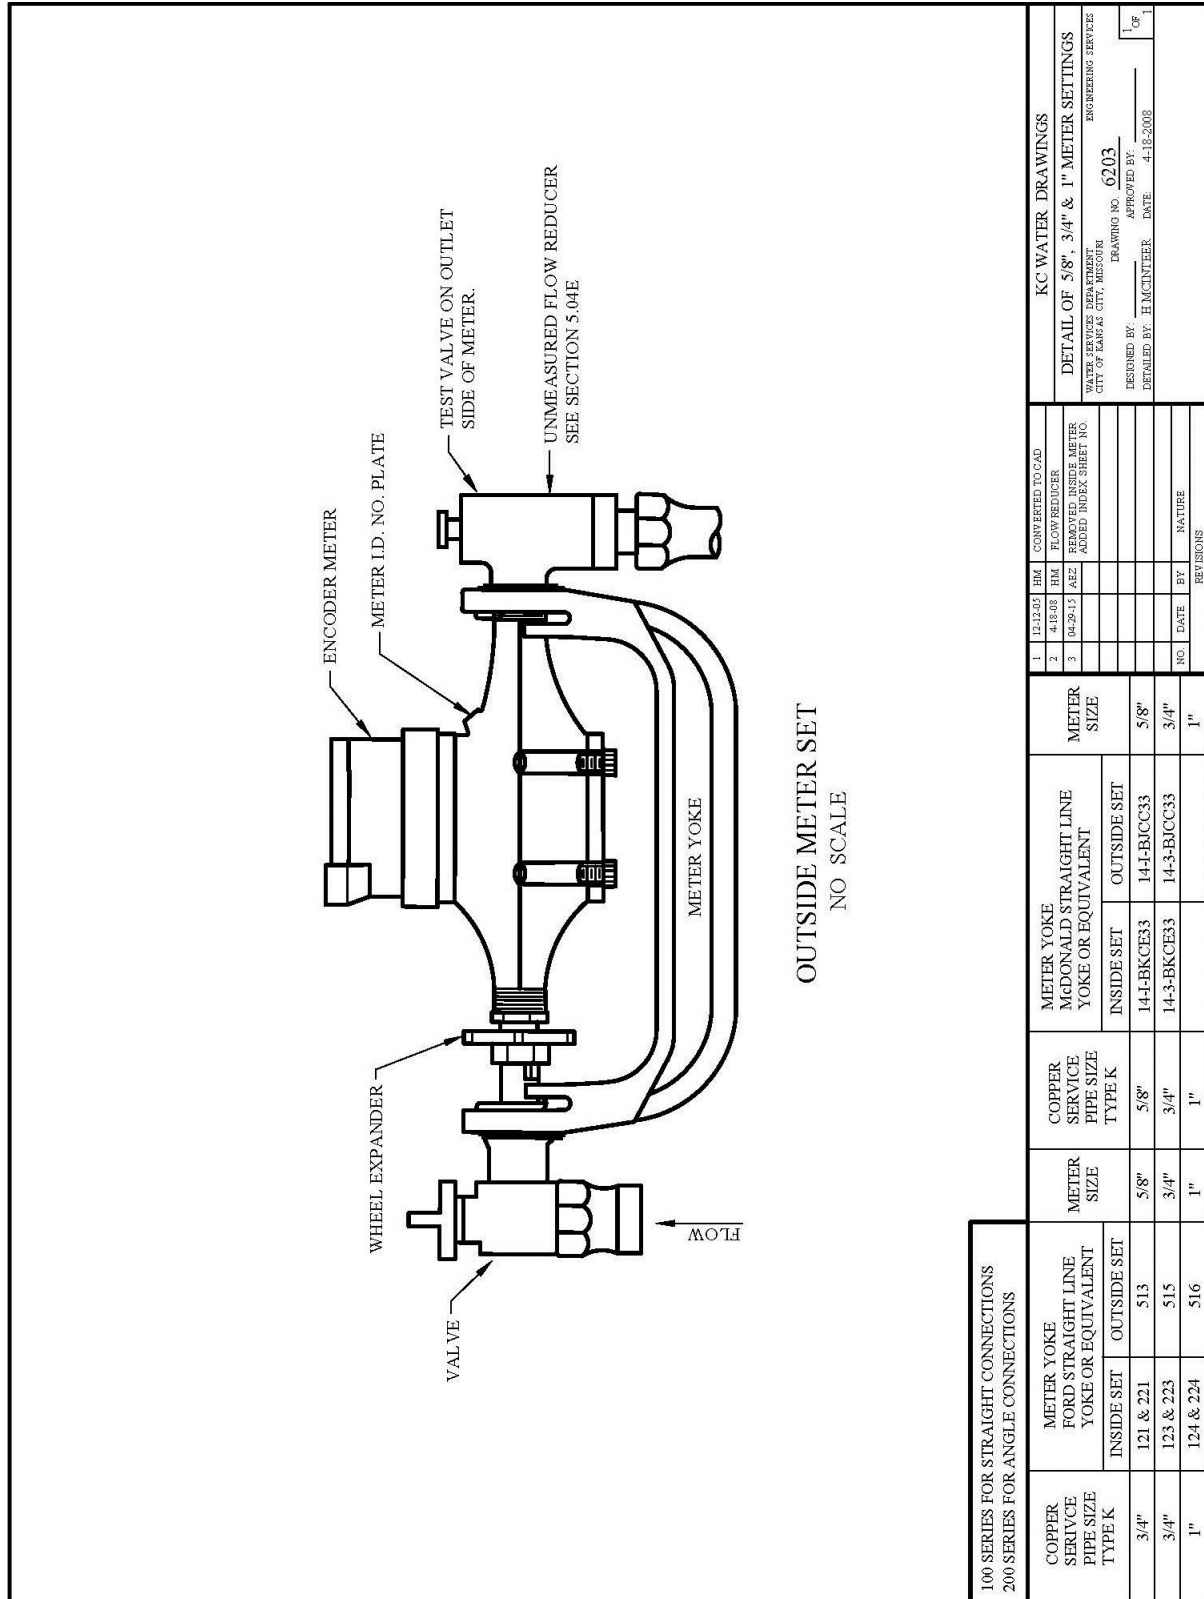 ENCODER METER
METER I.D. NO. PLATE
TEST VALVE ON OUTLET
SIDE OF METER.
UNMEASURED FLOW REDUCER
SEE SECTION 5.04E
WHEEL EXPANDER
VALVE
FLOW
METER YOKE
OUTSIDE METER SET
NO SCALE
100 SERIES FOR STRAIGHT CONNECTIONS
200 SERIES FOR ANGLE CONNECTIONS
COPPER
SERIVCE
PIPE SIZE
TYPE K
METER YOKE
FORD STRAIGHT LINE
YOKE OR EQUIVALENT
INSIDE SET OUTSIDE SET
METER
SIZE
COPPER
SERVICE
PIPE SIZE
TYPE K
METER YOKE
McDONALD STRAIGHT LINE
YOKE OR EQUIVALENT
INSIDE SET OUTSIDE SET
METER
SIZE
3/4" 121 & 221 513 5/8" 5/8" 14-1-BKCE33 14-1-BJCC33 5/8"
3/4" 123 & 223 515 3/4" 3/4" 14-3-BKCE33 14-3-BJCC33 3/4"
1" 124 & 224 516 1" 1" 1"
1 12-12-05 HM CONVERTED TO CAD
2 4-18-08 HM FLOW REDUCER
3 04-29-15 AEZ REMOVED INSIDE METER
ADDED INDEX SHEET NO.
NO. DATE BY NATURE
REVISIONS
KC WATER DRAWINGS
DETAIL OF 5/8", 3/4" & 1" METER SETTINGS
WATER SERVICES DEPARTMENT ENGINEERING SERVICES
CITY OF KANSAS CITY, MISSOURI
DRAWING NO. 6203
DESIGNED BY: APPROVED BY:
DETAILED BY: H MCINTEER DATE: 4-18-2008
1 OF 1